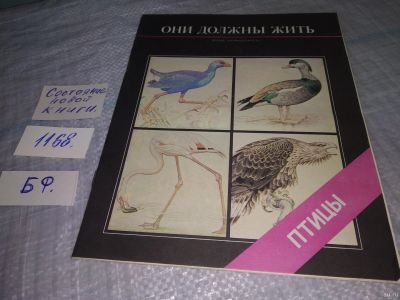 ОНИ ДОЛЖНЫ ЖИТЬ
Состояние
новой
книги.
1168.
БФ.
ПТИЦЫ